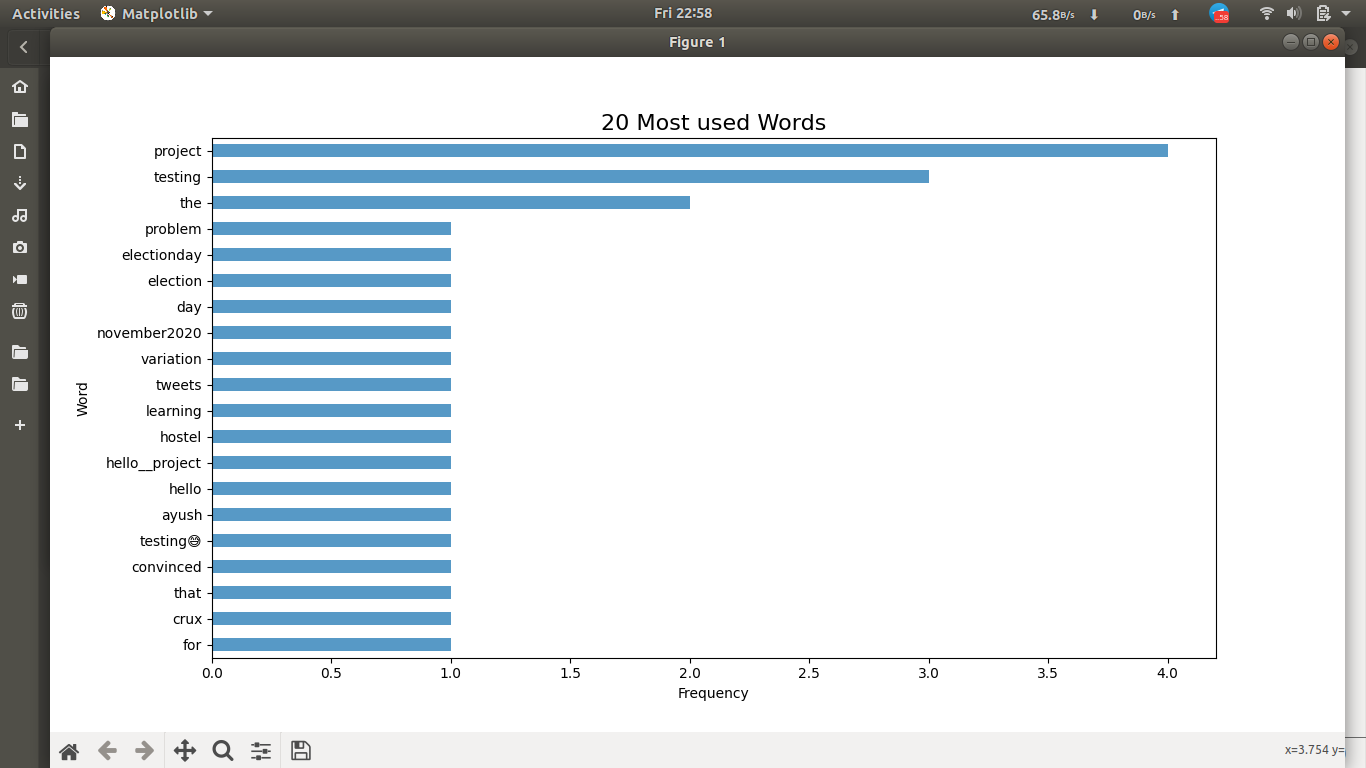 Activities Matplotlib Fri 22:58 65.8B/s 0B/s 58
Figure 1
20 Most used Words
project
testing
the
problem
electionday
election
day
november2020
variation
tweets
Word
learning
hostel
hello__project
hello
ayush
testing😅
convinced
that
crux
for
0.0 0.5 1.0 1.5 2.0 2.5 3.0 3.5 4.0
Frequency
x=3.754 y=